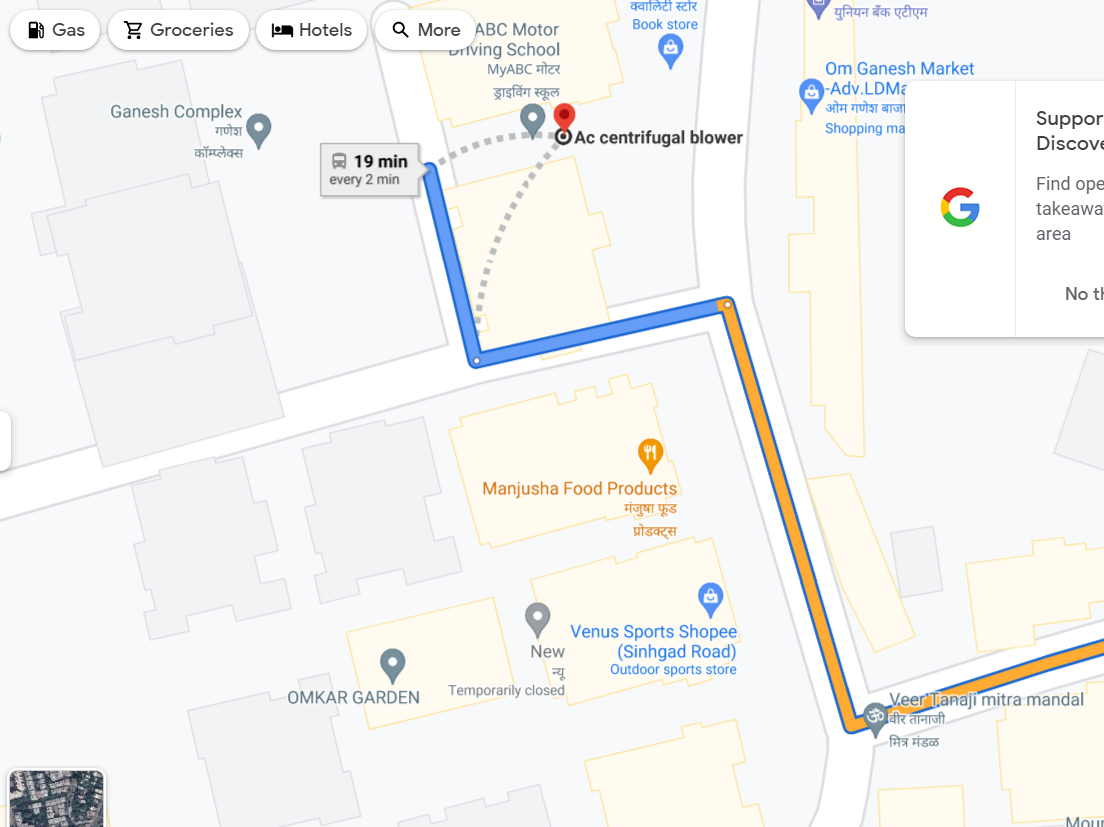 Gas
Groceries
Hotels
More
क्वालिटी स्टोर
Book store
युनियन बँक एटीएम
ABC Motor
Driving School
MyABC मोटर
ड्राइविंग स्कूल
Om Ganesh Market
-Adv.LDMa
ओम गणेश बाजा
Shopping ma
Ganesh Complex
गणेश
कॉम्प्लेक्स
Ac centrifugal blower
19 min
every 2 min
Suppor
Discove
Find ope
takeawa
area
No th
Manjusha Food Products
मंजुषा फूड
प्रोडक्ट्स
Venus Sports Shopee
(Sinhgad Road)
Outdoor sports store
New
न्यू
Temporarily closed
OMKAR GARDEN
Veer Tanaji mitra mandal
वीर तानाजी
मित्र मंडळ
Mour